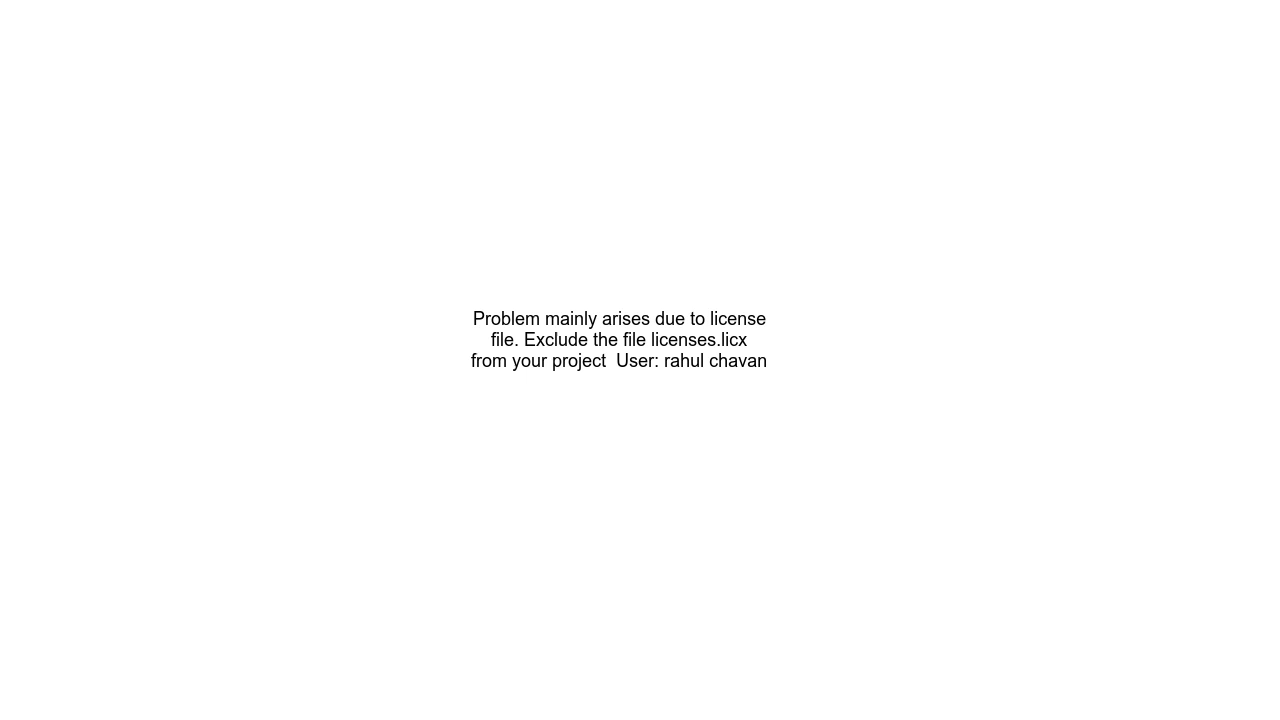 Problem mainly arises due to license
file. Exclude the file licenses.licx
from your project  User: rahul chavan